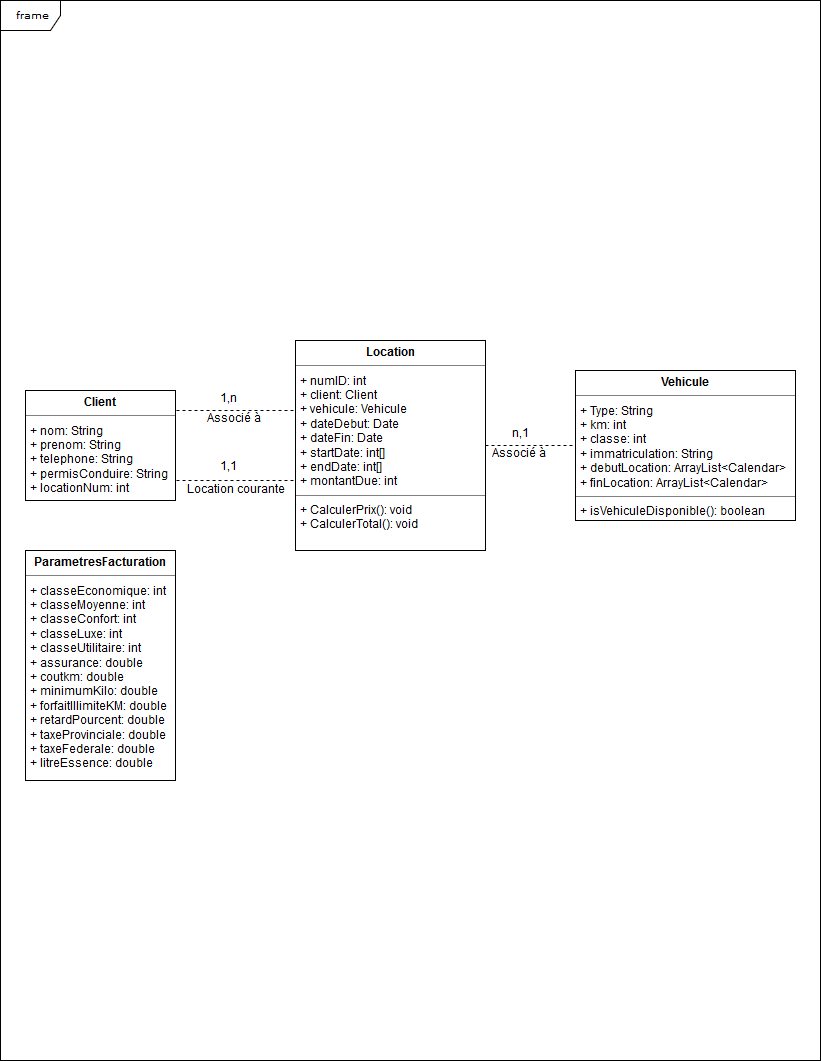 frame
Client
+ nom: String
+ prenom: String
+ telephone: String
+ permisConduire: String
+ locationNum: int
1,n
Associé à
1,1
Location courante
Location
+ numID: int
+ client: Client
+ vehicule: Vehicule
+ dateDebut: Date
+ dateFin: Date
+ startDate: int[]
+ endDate: int[]
+ montantDue: int
+ CalculerPrix(): void
+ CalculerTotal(): void
n,1
Associé à
Vehicule
+ Type: String
+ km: int
+ classe: int
+ immatriculation: String
+ debutLocation: ArrayList<Calendar>
+ finLocation: ArrayList<Calendar>
+ isVehiculeDisponible(): boolean
ParametresFacturation
+ classeEconomique: int
+ classeMoyenne: int
+ classeConfort: int
+ classeLuxe: int
+ classeUtilitaire: int
+ assurance: double
+ coutkm: double
+ minimumKilo: double
+ forfaitIllimiteKM: double
+ retardPourcent: double
+ taxeProvinciale: double
+ taxeFederale: double
+ litreEssence: double